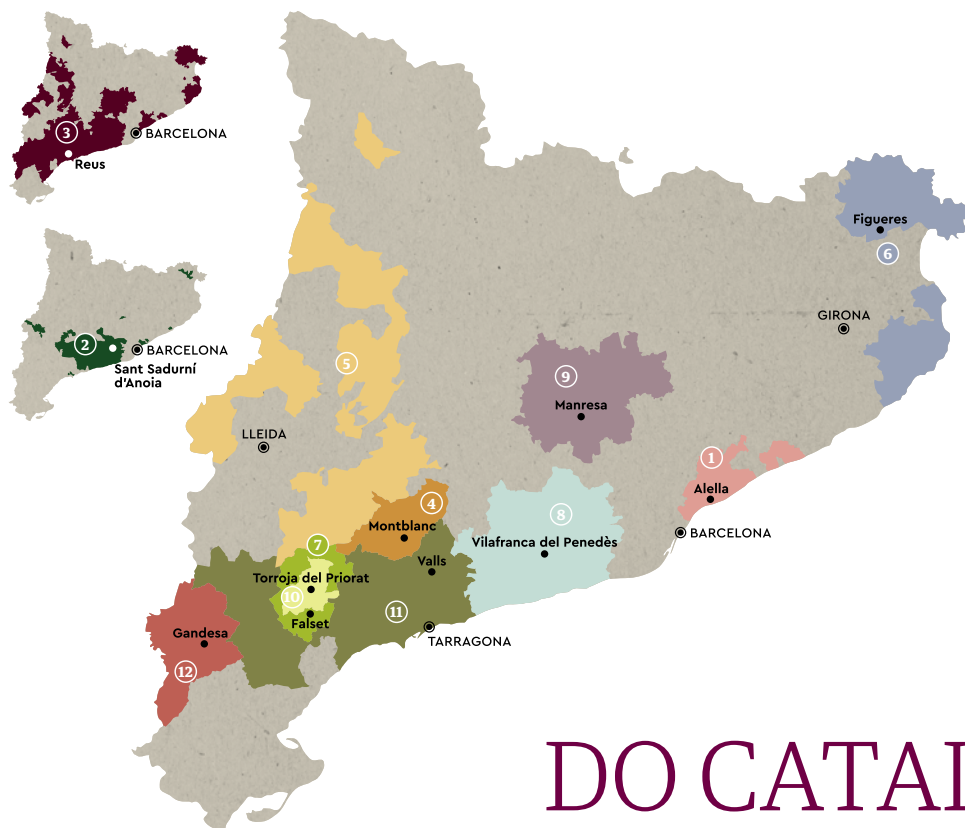 3
BARCELONA
Reus
2
BARCELONA
Sant Sadurní
d'Anoia
Figueres
6
GIRONA
5
9
Manresa
LLEIDA
1
Alella
4
Montblanc
8
Vilafranca del Penedès
BARCELONA
7
Valls
Torroja del Priorat
10
11
Falset
Gandesa
TARRAGONA
12
DO CATAL